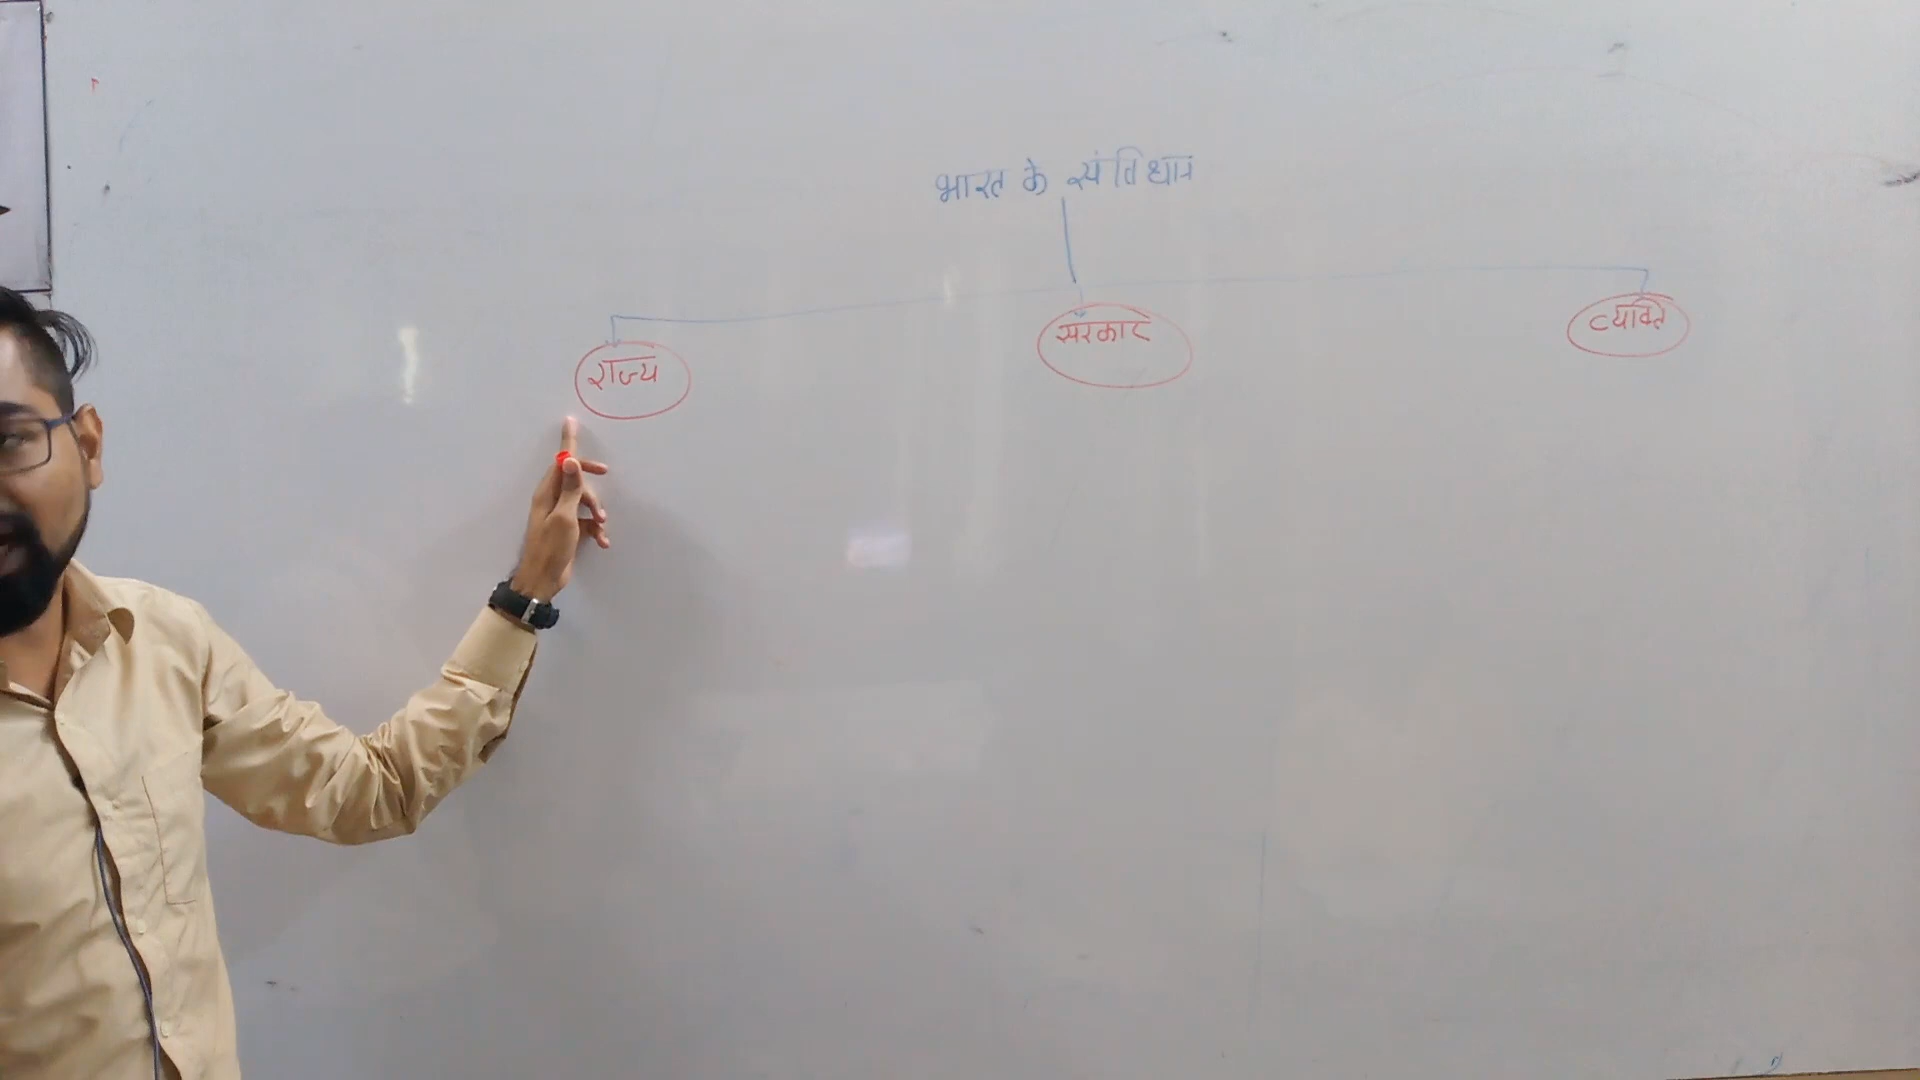 भारत के संविधान
राज्य
सरकार
व्यक्ति